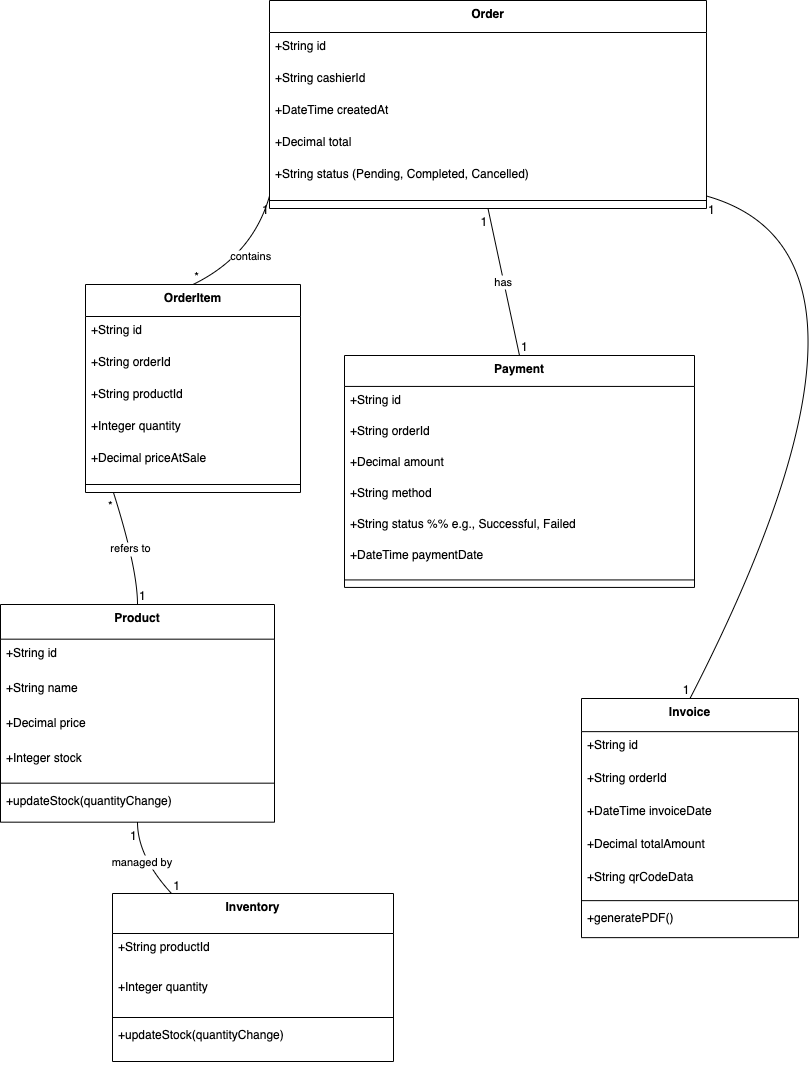 Order
+String id
+String cashierId
+DateTime createdAt
+Decimal total
+String status (Pending, Completed, Cancelled)
1
1
1
contains
*
has
1
OrderItem
+String id
+String orderId
+String productId
+Integer quantity
+Decimal priceAtSale
Payment
+String id
+String orderId
+Decimal amount
+String method
+String status %% e.g., Successful, Failed
+DateTime paymentDate
*
refers to
1
Product
+String id
+String name
+Decimal price
+Integer stock
+updateStock(quantityChange)
1
Invoice
+String id
+String orderId
+DateTime invoiceDate
+Decimal totalAmount
+String qrCodeData
+generatePDF()
1
managed by
1
Inventory
+String productId
+Integer quantity
+updateStock(quantityChange)